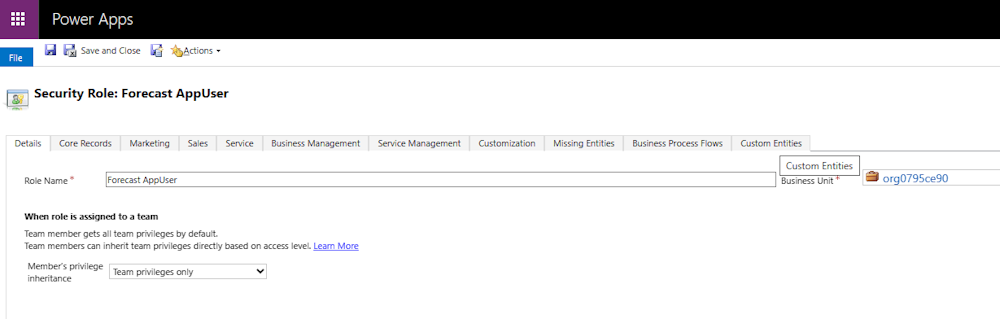 Power Apps
File
Save and Close
Actions
Security Role: Forecast AppUser
Details Core Records Marketing Sales Service Business Management Service Management Customization Missing Entities Business Process Flows Custom Entities
Custom Entities
Role Name * Forecast AppUser Business Unit * org0795ce90
When role is assigned to a team
Team member gets all team privileges by default.
Team members can inherit team privileges directly based on access level. Learn More
Member's privilege
inheritance
Team privileges only